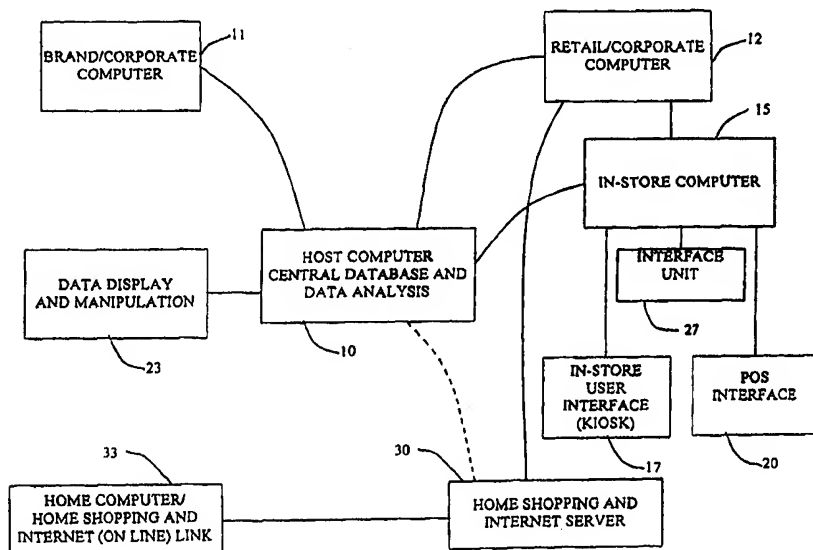 11
BRAND/CORPORATE
COMPUTER
RETAIL/CORPORATE
COMPUTER
12
15
IN-STORE COMPUTER
HOST COMPUTER
CENTRAL DATABASE AND
DATA ANALYSIS
10
INTERFACE
UNIT
27
DATA DISPLAY
AND MANIPULATION
23
IN-STORE
USER
INTERFACE
(KIOSK)
17
POS
INTERFACE
20
33
HOME COMPUTER/
HOME SHOPPING AND
INTERNET (ON LINE) LINK
30
HOME SHOPPING AND
INTERNET SERVER